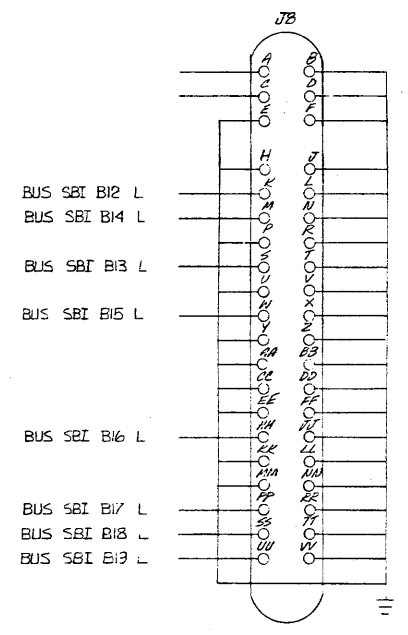 J8
A B
C D
E F
H J
K L
BUS SBI B12 L
M N
BUS SBI B14 L
P R
S T
BUS SBI B13 L
U V
W X
BUS SBI B15 L
Y Z
AA BB
CC DD
EE FF
HH JJ
BUS SBI B16 L
KK LL
MM NN
PP RR
BUS SBI B17 L
SS TT
BUS SBI B18 L
UU VV
BUS SBI B19 L